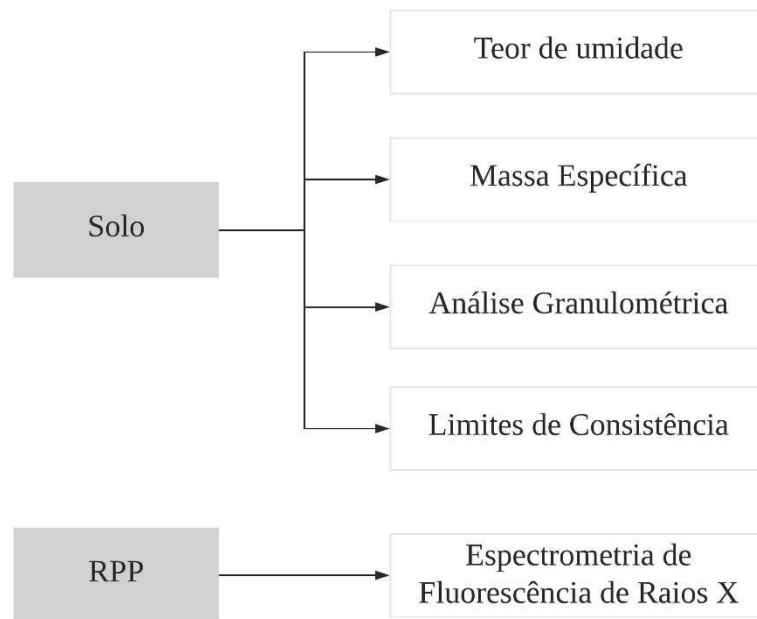 Teor de umidade
Massa Específica
Solo
Análise Granulométrica
Limites de Consistência
RPP
Espectrometria de
Fluorescência de Raios X